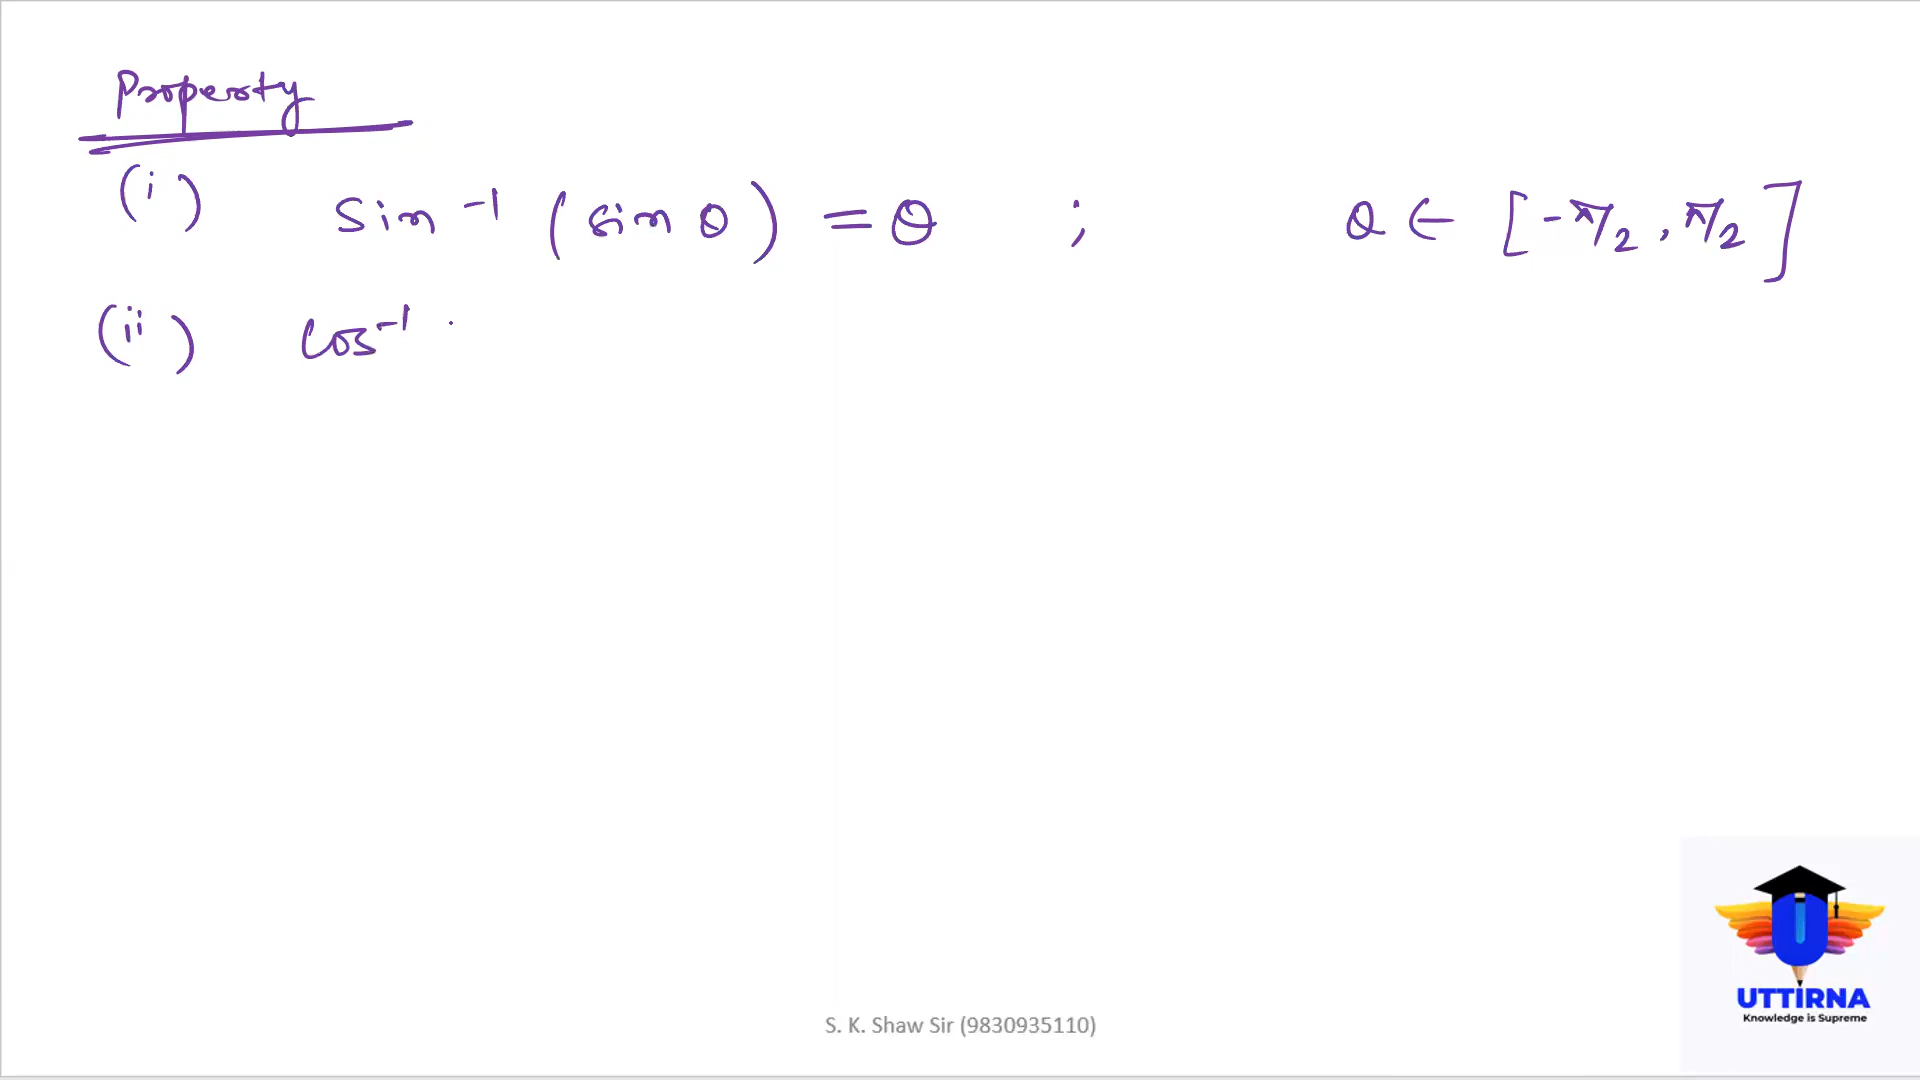 Property
(i) Sin⁻¹ (sin θ) = θ ; θ ∈ [-π/2, π/2]
(ii) Cos⁻¹
UTTIRNA
Knowledge is Supreme
S. K. Shaw Sir (9830935110)